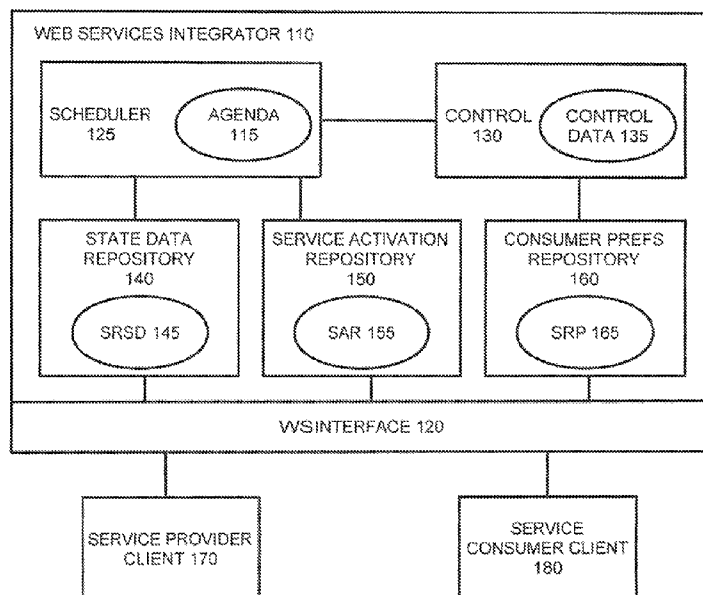 WEB SERVICES INTEGRATOR 110
SCHEDULER
125
AGENDA
115
CONTROL
130
CONTROL
DATA 135
STATE DATA
REPOSITORY
140
SRSD 145
SERVICE ACTIVATION
REPOSITORY
150
SAR 155
CONSUMER PREFS
REPOSITORY
160
SRP 165
WSINTERFACE 120
SERVICE PROVIDER
CLIENT 170
SERVICE
CONSUMER CLIENT
180